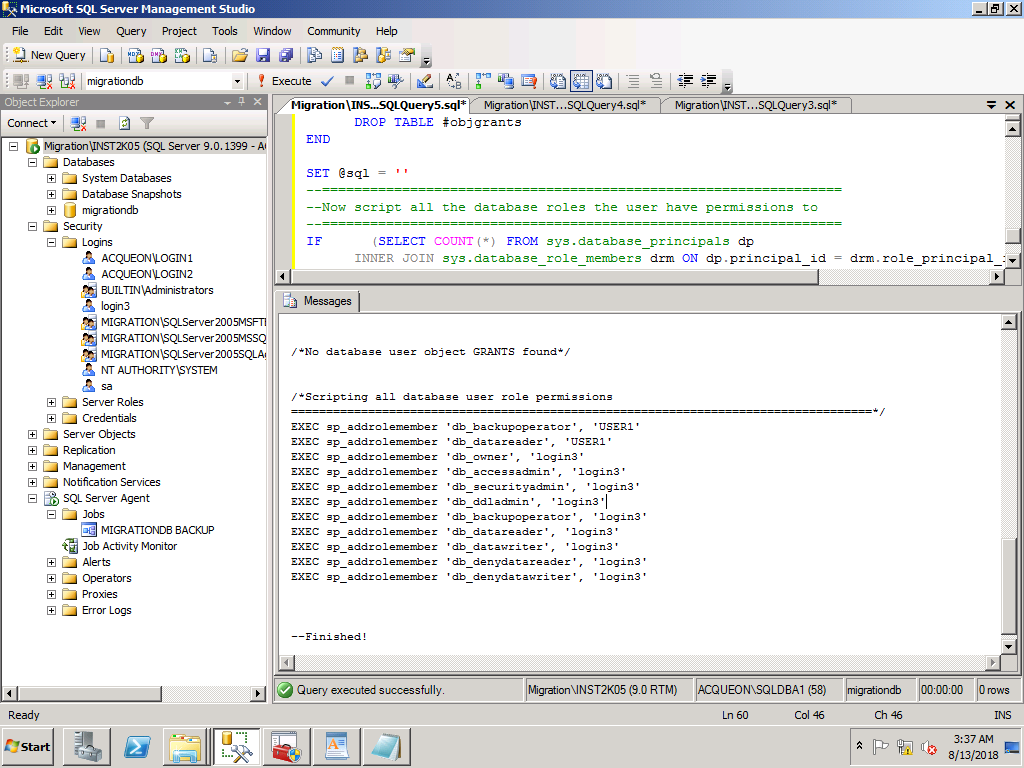 Microsoft SQL Server Management Studio
File Edit View Query Project Tools Window Community Help
New Query
migrationdb Execute
Object Explorer
Connect
Migration\INST2K05 (SQL Server 9.0.1399 -
Databases
System Databases
Database Snapshots
migrationdb
Security
Logins
ACQUEON\LOGIN1
ACQUEON\LOGIN2
BUILTIN\Administrators
login3
MIGRATION\SQLServer2005MSFTE
MIGRATION\SQLServer2005MSSQ
MIGRATION\SQLServer2005SQLA
NT AUTHORITY\SYSTEM
sa
Server Roles
Credentials
Server Objects
Replication
Management
Notification Services
SQL Server Agent
Jobs
MIGRATIONDB BACKUP
Job Activity Monitor
Alerts
Operators
Proxies
Error Logs
Migration\INS...SQLQuery5.sql* Migration\INST...SQLQuery4.sql* Migration\INST...SQLQuery3.sql*
DROP TABLE #objgrants
END
SET @sql = ''
--================================================================
--Now script all the database roles the user have permissions to
--================================================================
IF (SELECT COUNT(*) FROM sys.database_principals dp
INNER JOIN sys.database_role_members drm ON dp.principal_id = drm.role_principal_
Messages
/*No database user object GRANTS found*/
/*Scripting all database user role permissions
===================================================================================*/
EXEC sp_addrolemember 'db_backupoperator', 'USER1'
EXEC sp_addrolemember 'db_datareader', 'USER1'
EXEC sp_addrolemember 'db_owner', 'login3'
EXEC sp_addrolemember 'db_accessadmin', 'login3'
EXEC sp_addrolemember 'db_securityadmin', 'login3'
EXEC sp_addrolemember 'db_ddladmin', 'login3'
EXEC sp_addrolemember 'db_backupoperator', 'login3'
EXEC sp_addrolemember 'db_datareader', 'login3'
EXEC sp_addrolemember 'db_datawriter', 'login3'
EXEC sp_addrolemember 'db_denydatareader', 'login3'
EXEC sp_addrolemember 'db_denydatawriter', 'login3'
--Finished!
Query executed successfully. Migration\INST2K05 (9.0 RTM) ACQUEON\SQLDBA1 (58) migrationdb 00:00:00 0 rows
Ready Ln 60 Col 46 Ch 46 INS
Start 3:37 AM
8/13/2018